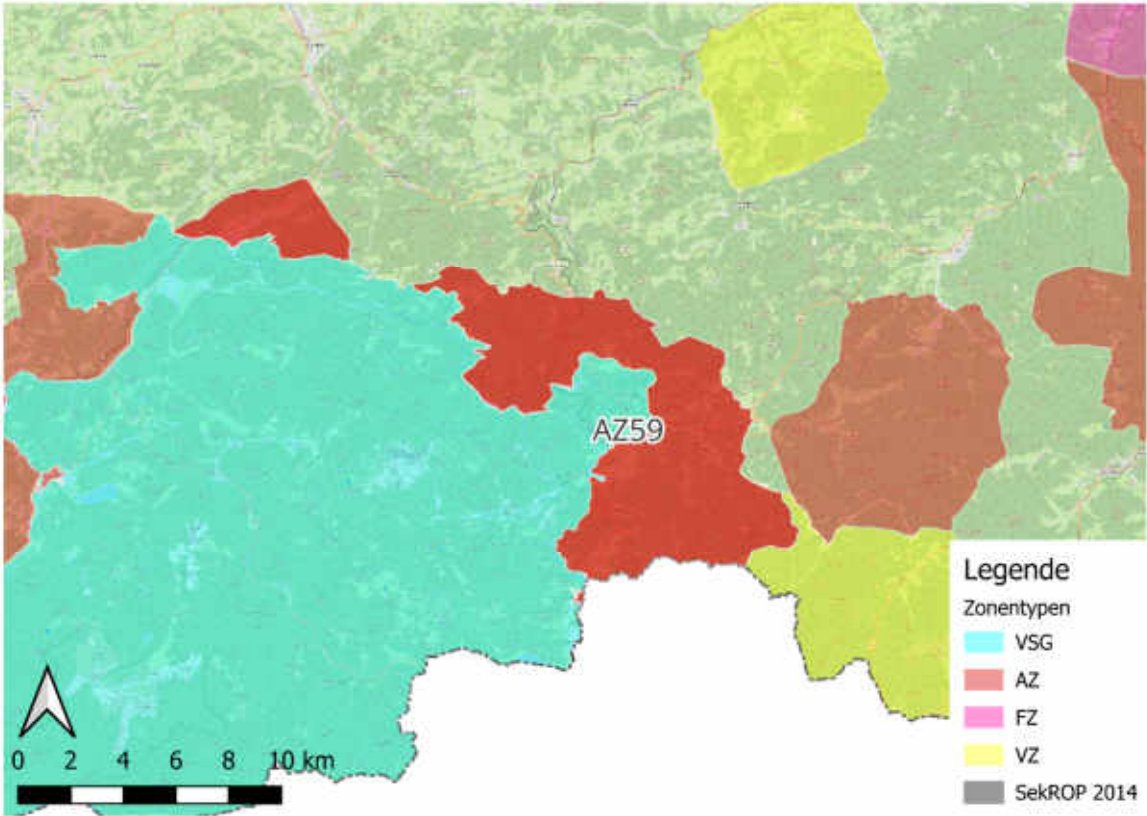 AZ59
Legende
Zonentypen
VSG
AZ
FZ
VZ
SekROP 2014
0 2 4 6 8 10 km